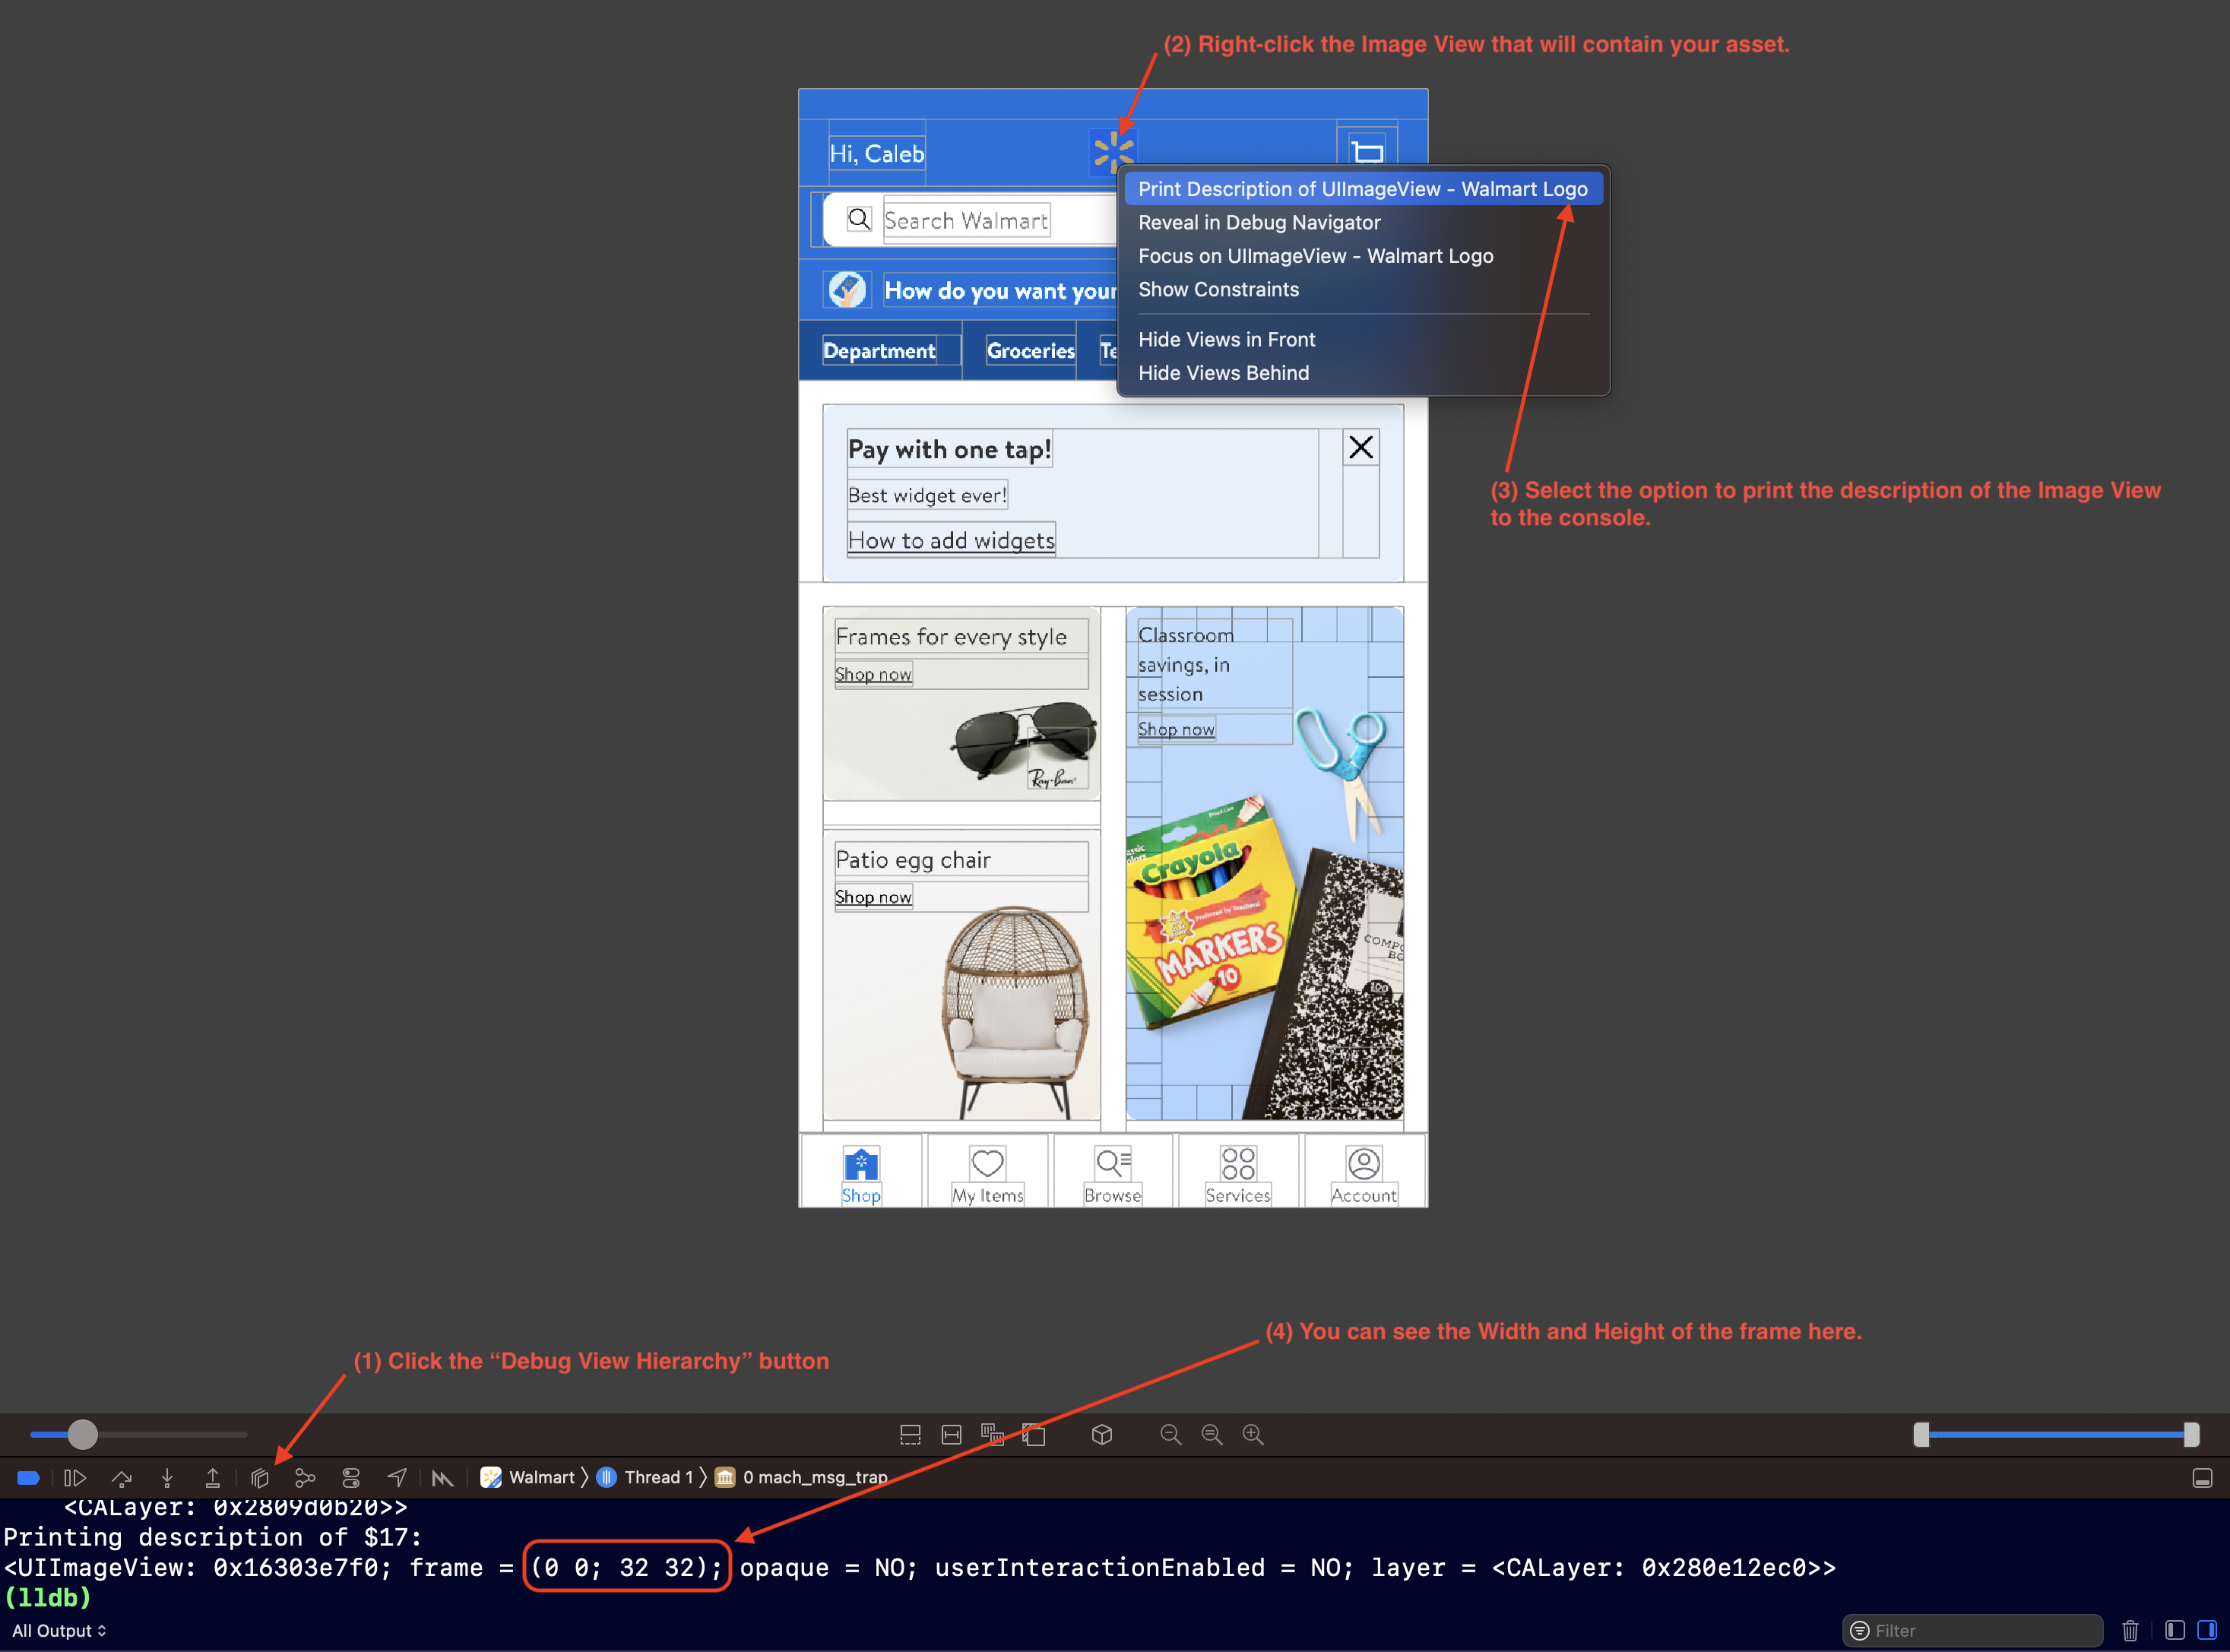 (2) Right-click the Image View that will contain your asset.
Hi, Caleb
Print Description of UIImageView - Walmart Logo
Search Walmart
Reveal in Debug Navigator
Focus on UIImageView - Walmart Logo
How do you want your
Show Constraints
Hide Views in Front
Department
Groceries
Te
Hide Views Behind
Pay with one tap!
Best widget ever!
How to add widgets
(3) Select the option to print the description of the Image View
to the console.
Frames for every style
Shop now
Ray-Ban
Classroom
savings, in
session
Shop now
Patio egg chair
Shop now
Crayola
MARKERS
10
COMPO
BO
100
Shop
My Items
Browse
Services
Account
(4) You can see the Width and Height of the frame here.
(1) Click the “Debug View Hierarchy” button
Walmart
Thread 1
0 mach_msg_trap
<CALayer: 0x2809d0b20>>
Printing description of $17:
<UIImageView: 0x16303e7f0; frame = (0 0; 32 32); opaque = NO; userInteractionEnabled = NO; layer = <CALayer: 0x280e12ec0>>
(lldb)
All Output
Filter